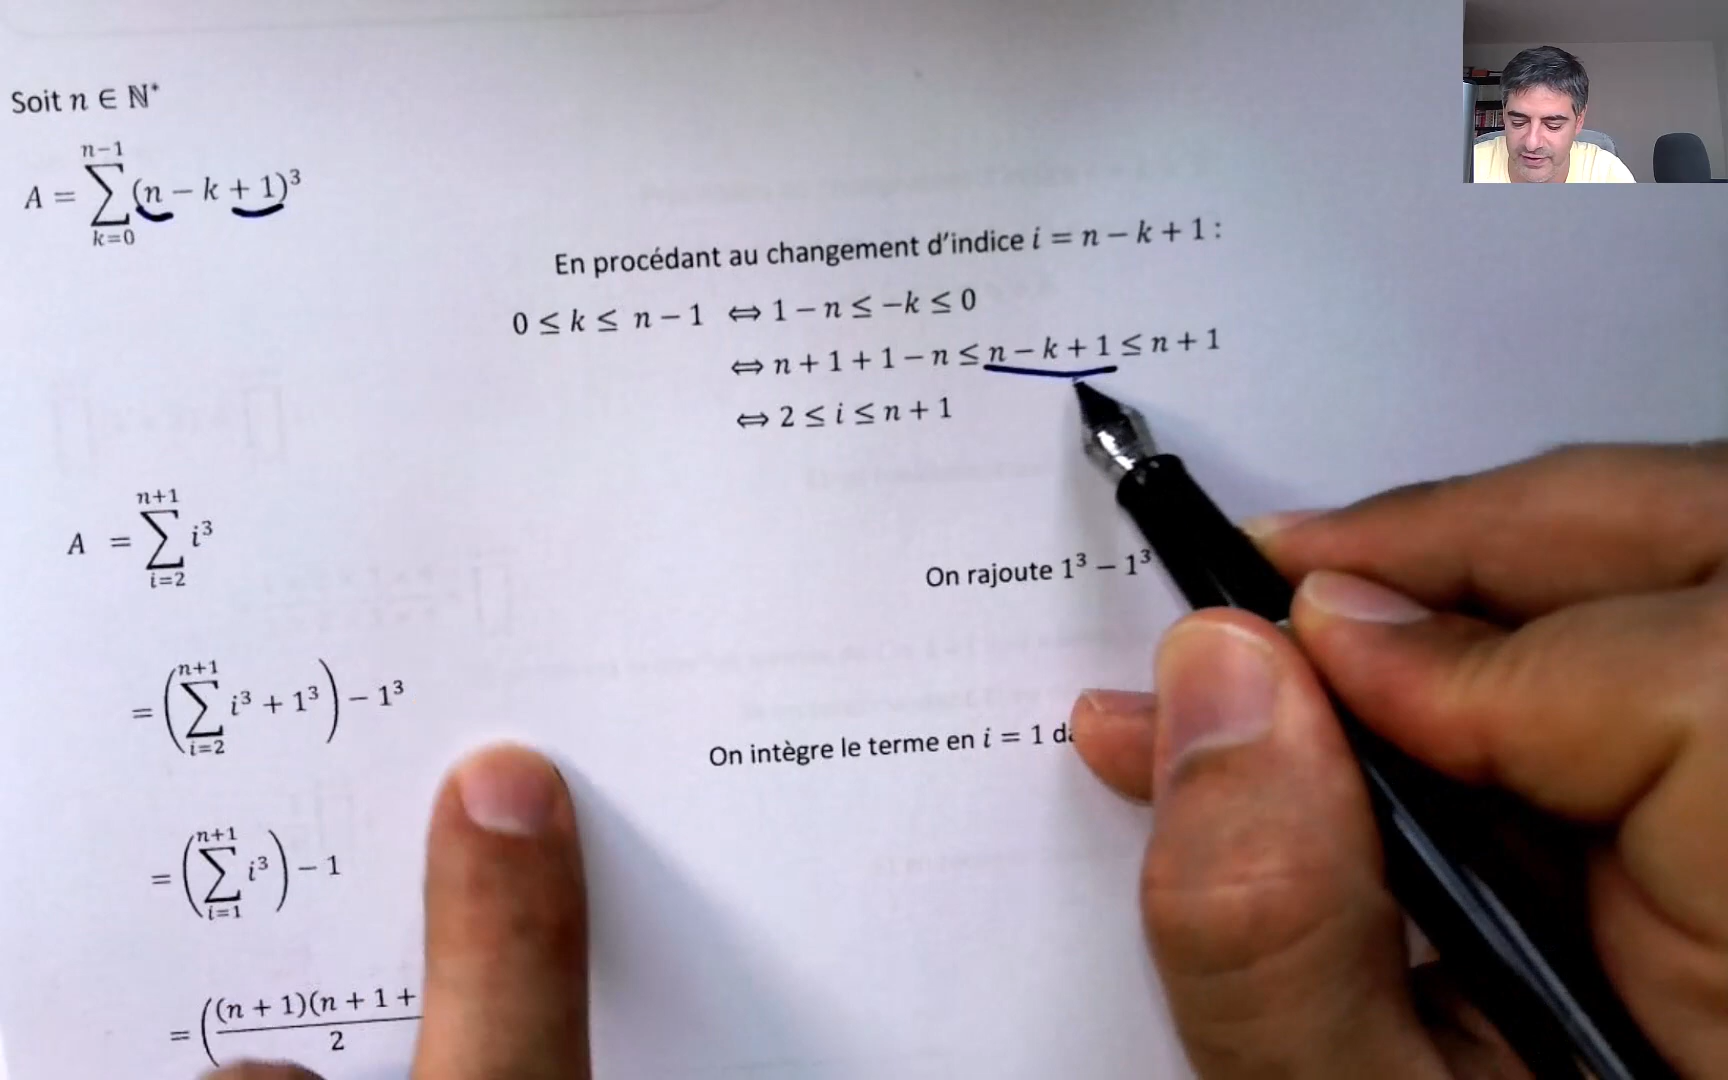 Soit n ∈ ℕ*
A = ∑_{k=0}^{n−1} (n − k + 1)³
En procédant au changement d'indice i = n − k + 1 :
0 ≤ k ≤ n − 1 ⟺ 1 − n ≤ −k ≤ 0
⟺ n + 1 + 1 − n ≤ n − k + 1 ≤ n + 1
⟺ 2 ≤ i ≤ n + 1
A = ∑_{i=2}^{n+1} i³
On rajoute 1³ − 1³
= (∑_{i=2}^{n+1} i³ + 1³) − 1³
On intègre le terme en i = 1
= (∑_{i=1}^{n+1} i³) − 1
= ((n + 1)(n + 1 +
2